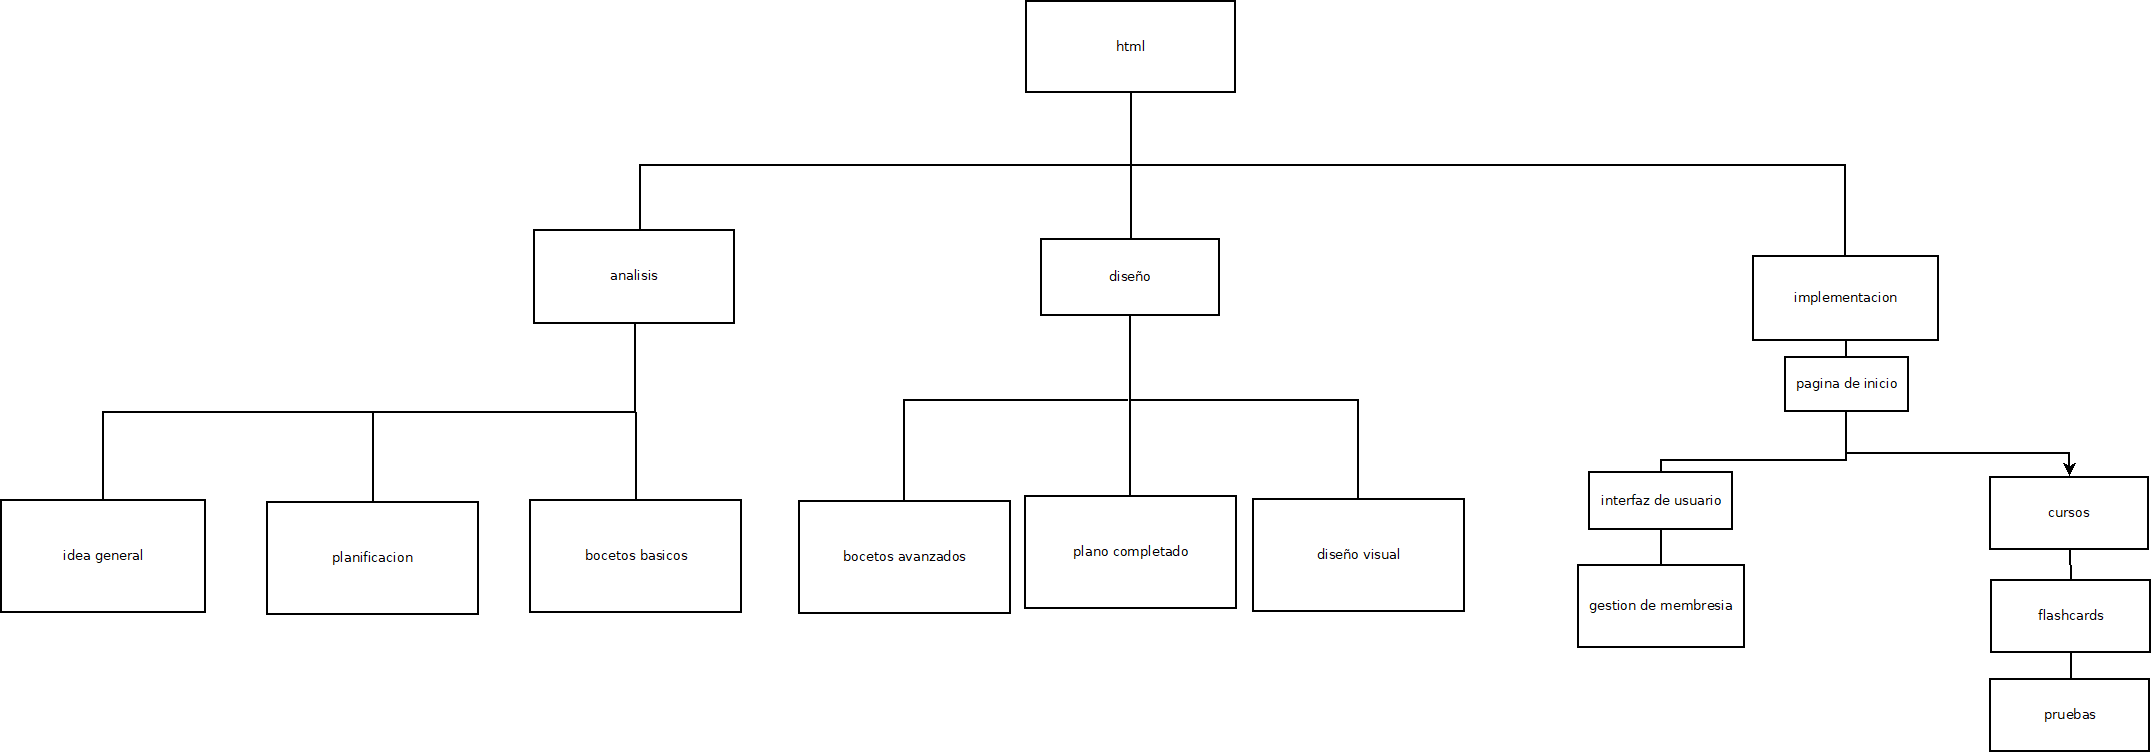 html
analisis
diseño
implementacion
pagina de inicio
interfaz de usuario
cursos
idea general
planificacion
bocetos basicos
bocetos avanzados
plano completado
diseño visual
gestion de membresia
flashcards
pruebas